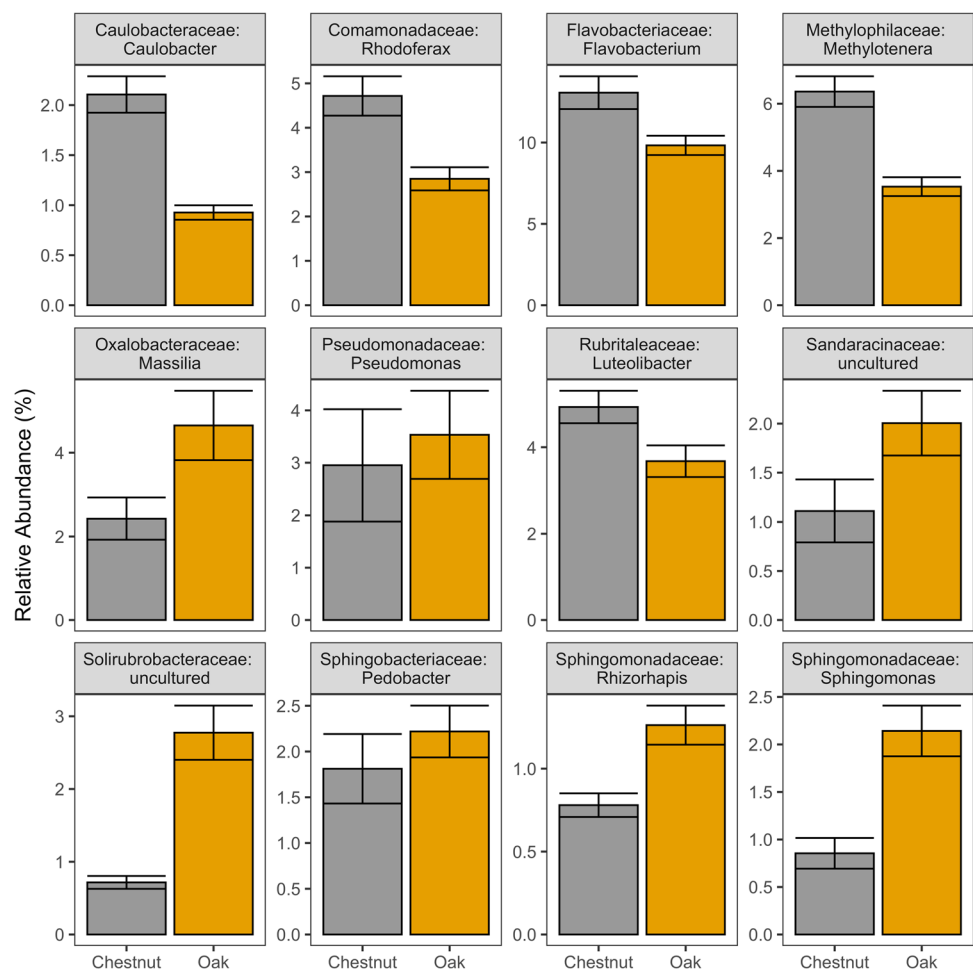 Caulobacteraceae:
Caulobacter
Comamonadaceae:
Rhodoferax
Flavobacteriaceae:
Flavobacterium
Methylophilaceae:
Methylotenera
2.0
1.0
0.5
0.0
5
4
3
2
1
0
10
5
0
6
4
2
0
Relative Abundance (%)
Oxalobacteraceae:
Massilia
Pseudomonadaceae:
Pseudomonas
Rubritaleaceae:
Luteolibacter
Sandaracinaceae:
uncultured
4
2
0
4
3
2
1
0
4
2
0
2.0
1.5
1.0
0.5
0.0
Solirubrobacteraceae:
uncultured
Sphingobacteriaceae:
Pedobacter
Sphingomonadaceae:
Rhizorhapis
Sphingomonadaceae:
Sphingomonas
3
2
1
0
2.5
2.0
1.5
1.0
0.5
0.0
1.0
0.5
0.0
2.5
2.0
1.5
1.0
0.5
0.0
Chestnut Oak
Chestnut Oak
Chestnut Oak
Chestnut Oak